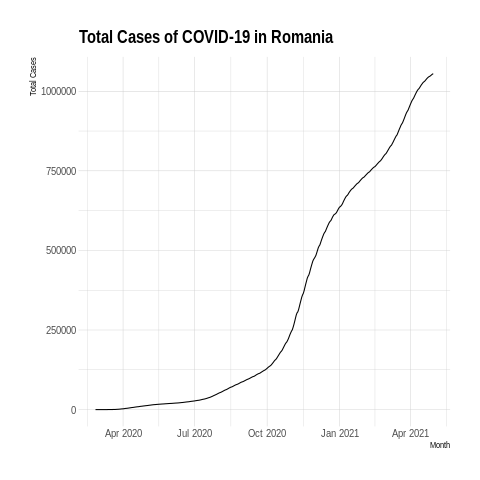 Total Cases of COVID-19 in Romania
Total Cases
1000000
750000
500000
250000
0
Apr 2020 Jul 2020 Oct 2020 Jan 2021 Apr 2021
Month